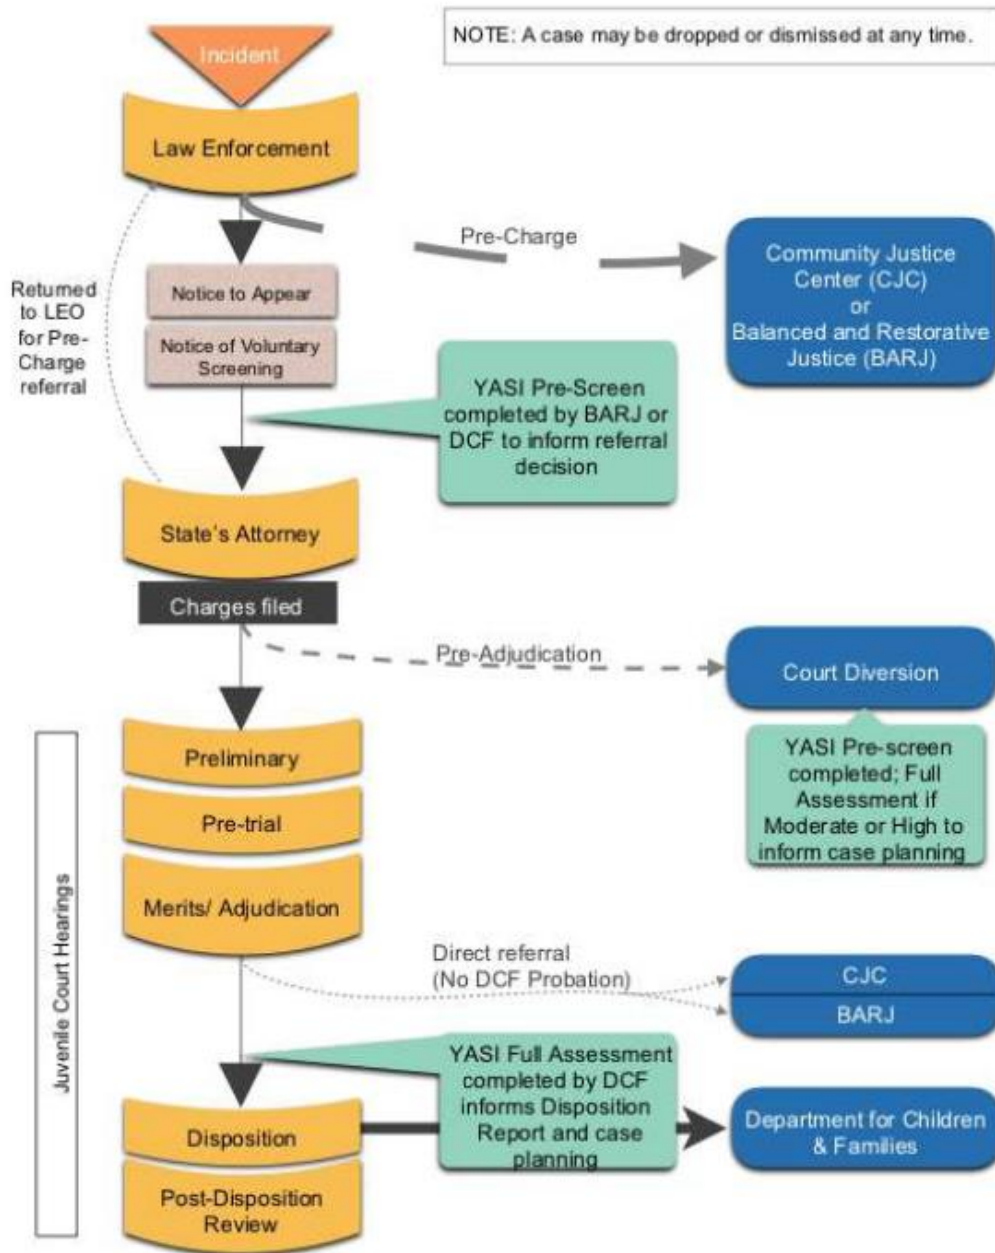 Incident
NOTE: A case may be dropped or dismissed at any time.
Law Enforcement
Pre-Charge
Community Justice
Center (CJC)
or
Balanced and Restorative
Justice (BARJ)
Returned
to LEO
for Pre-
Charge
referral
Notice to Appear
Notice of Voluntary
Screening
YASI Pre-Screen
completed by BARJ or
DCF to inform referral
decision
State's Attorney
Charges filed
Pre-Adjudication
Court Diversion
YASI Pre-screen
completed; Full
Assessment if
Moderate or High to
inform case planning
Juvenile Court Hearings
Preliminary
Pre-trial
Merits/ Adjudication
Direct referral
(No DCF Probation)
CJC
BARJ
YASI Full Assessment
completed by DCF
informs Disposition
Report and case
planning
Disposition
Department for Children
& Families
Post-Disposition
Review